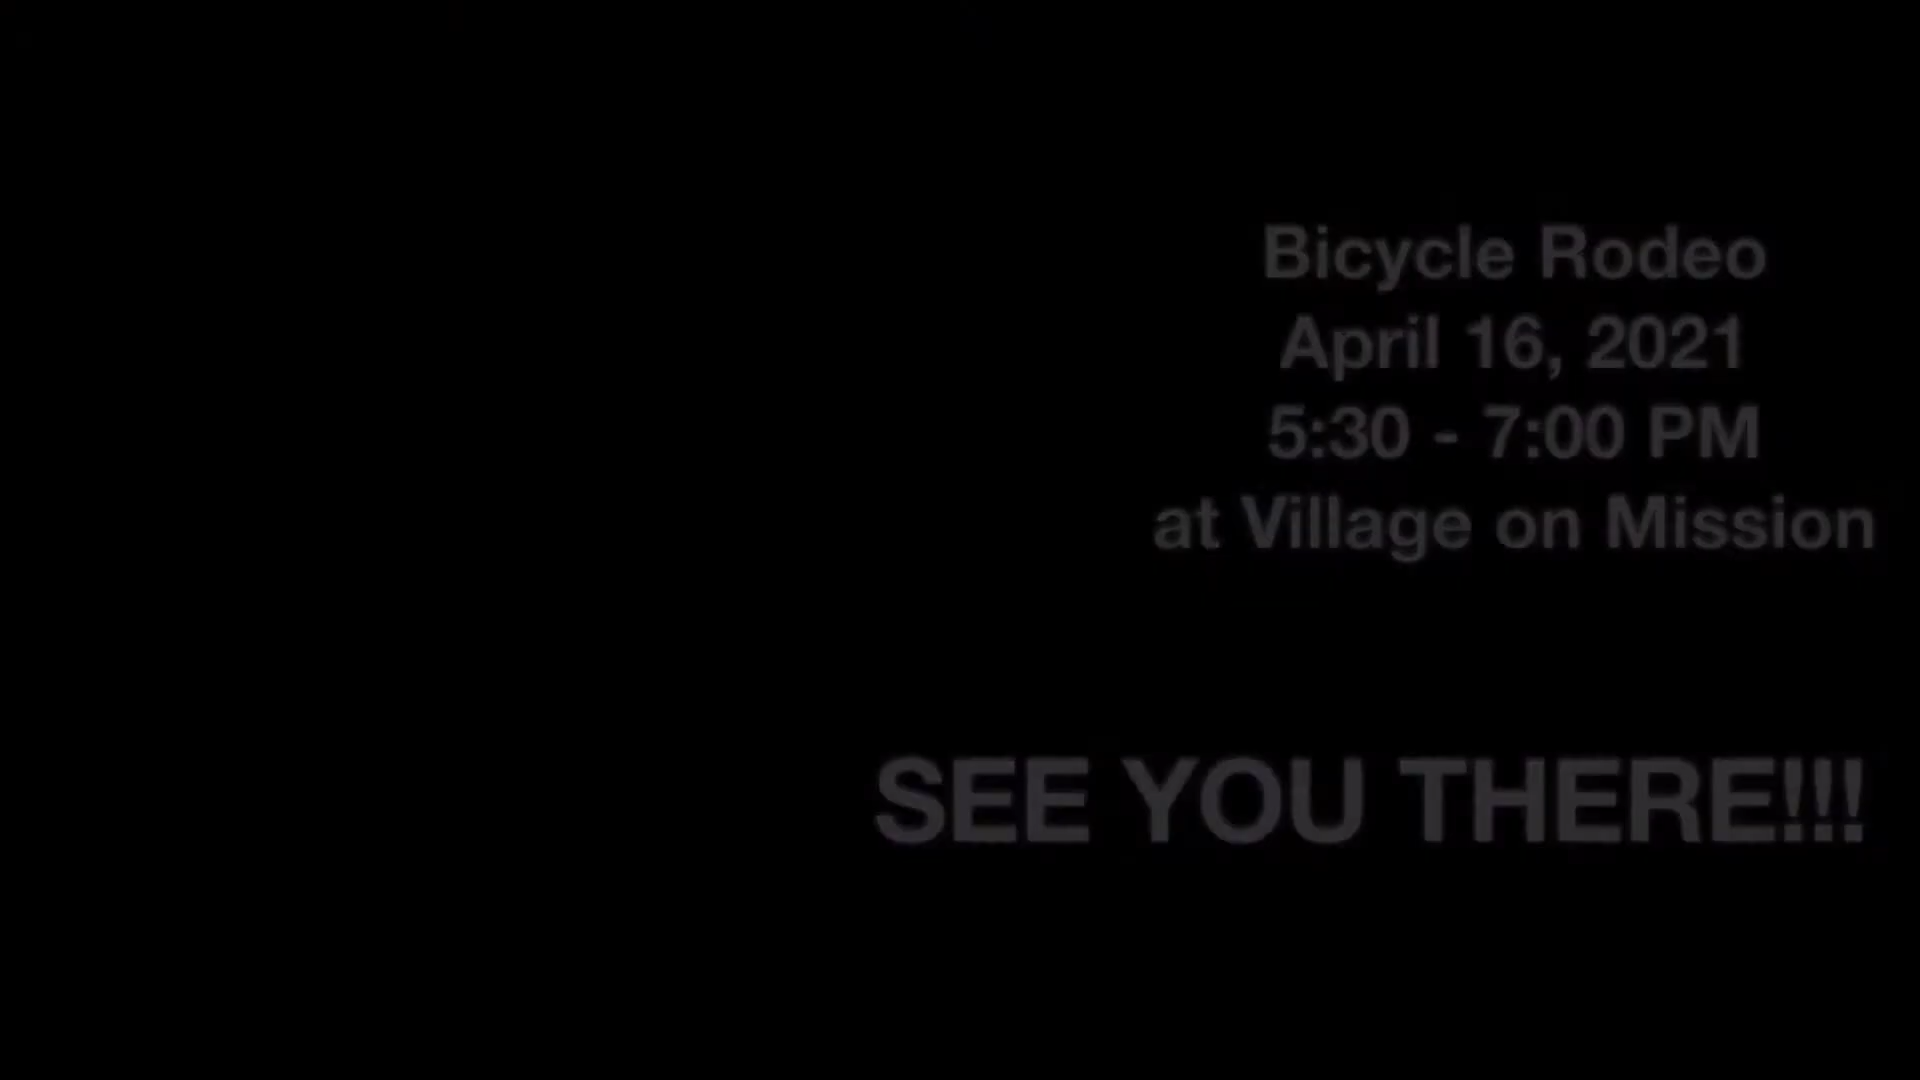 Bicycle Rodeo
April 16, 2021
5:30 - 7:00 PM
at Village on Mission
SEE YOU THERE!!!